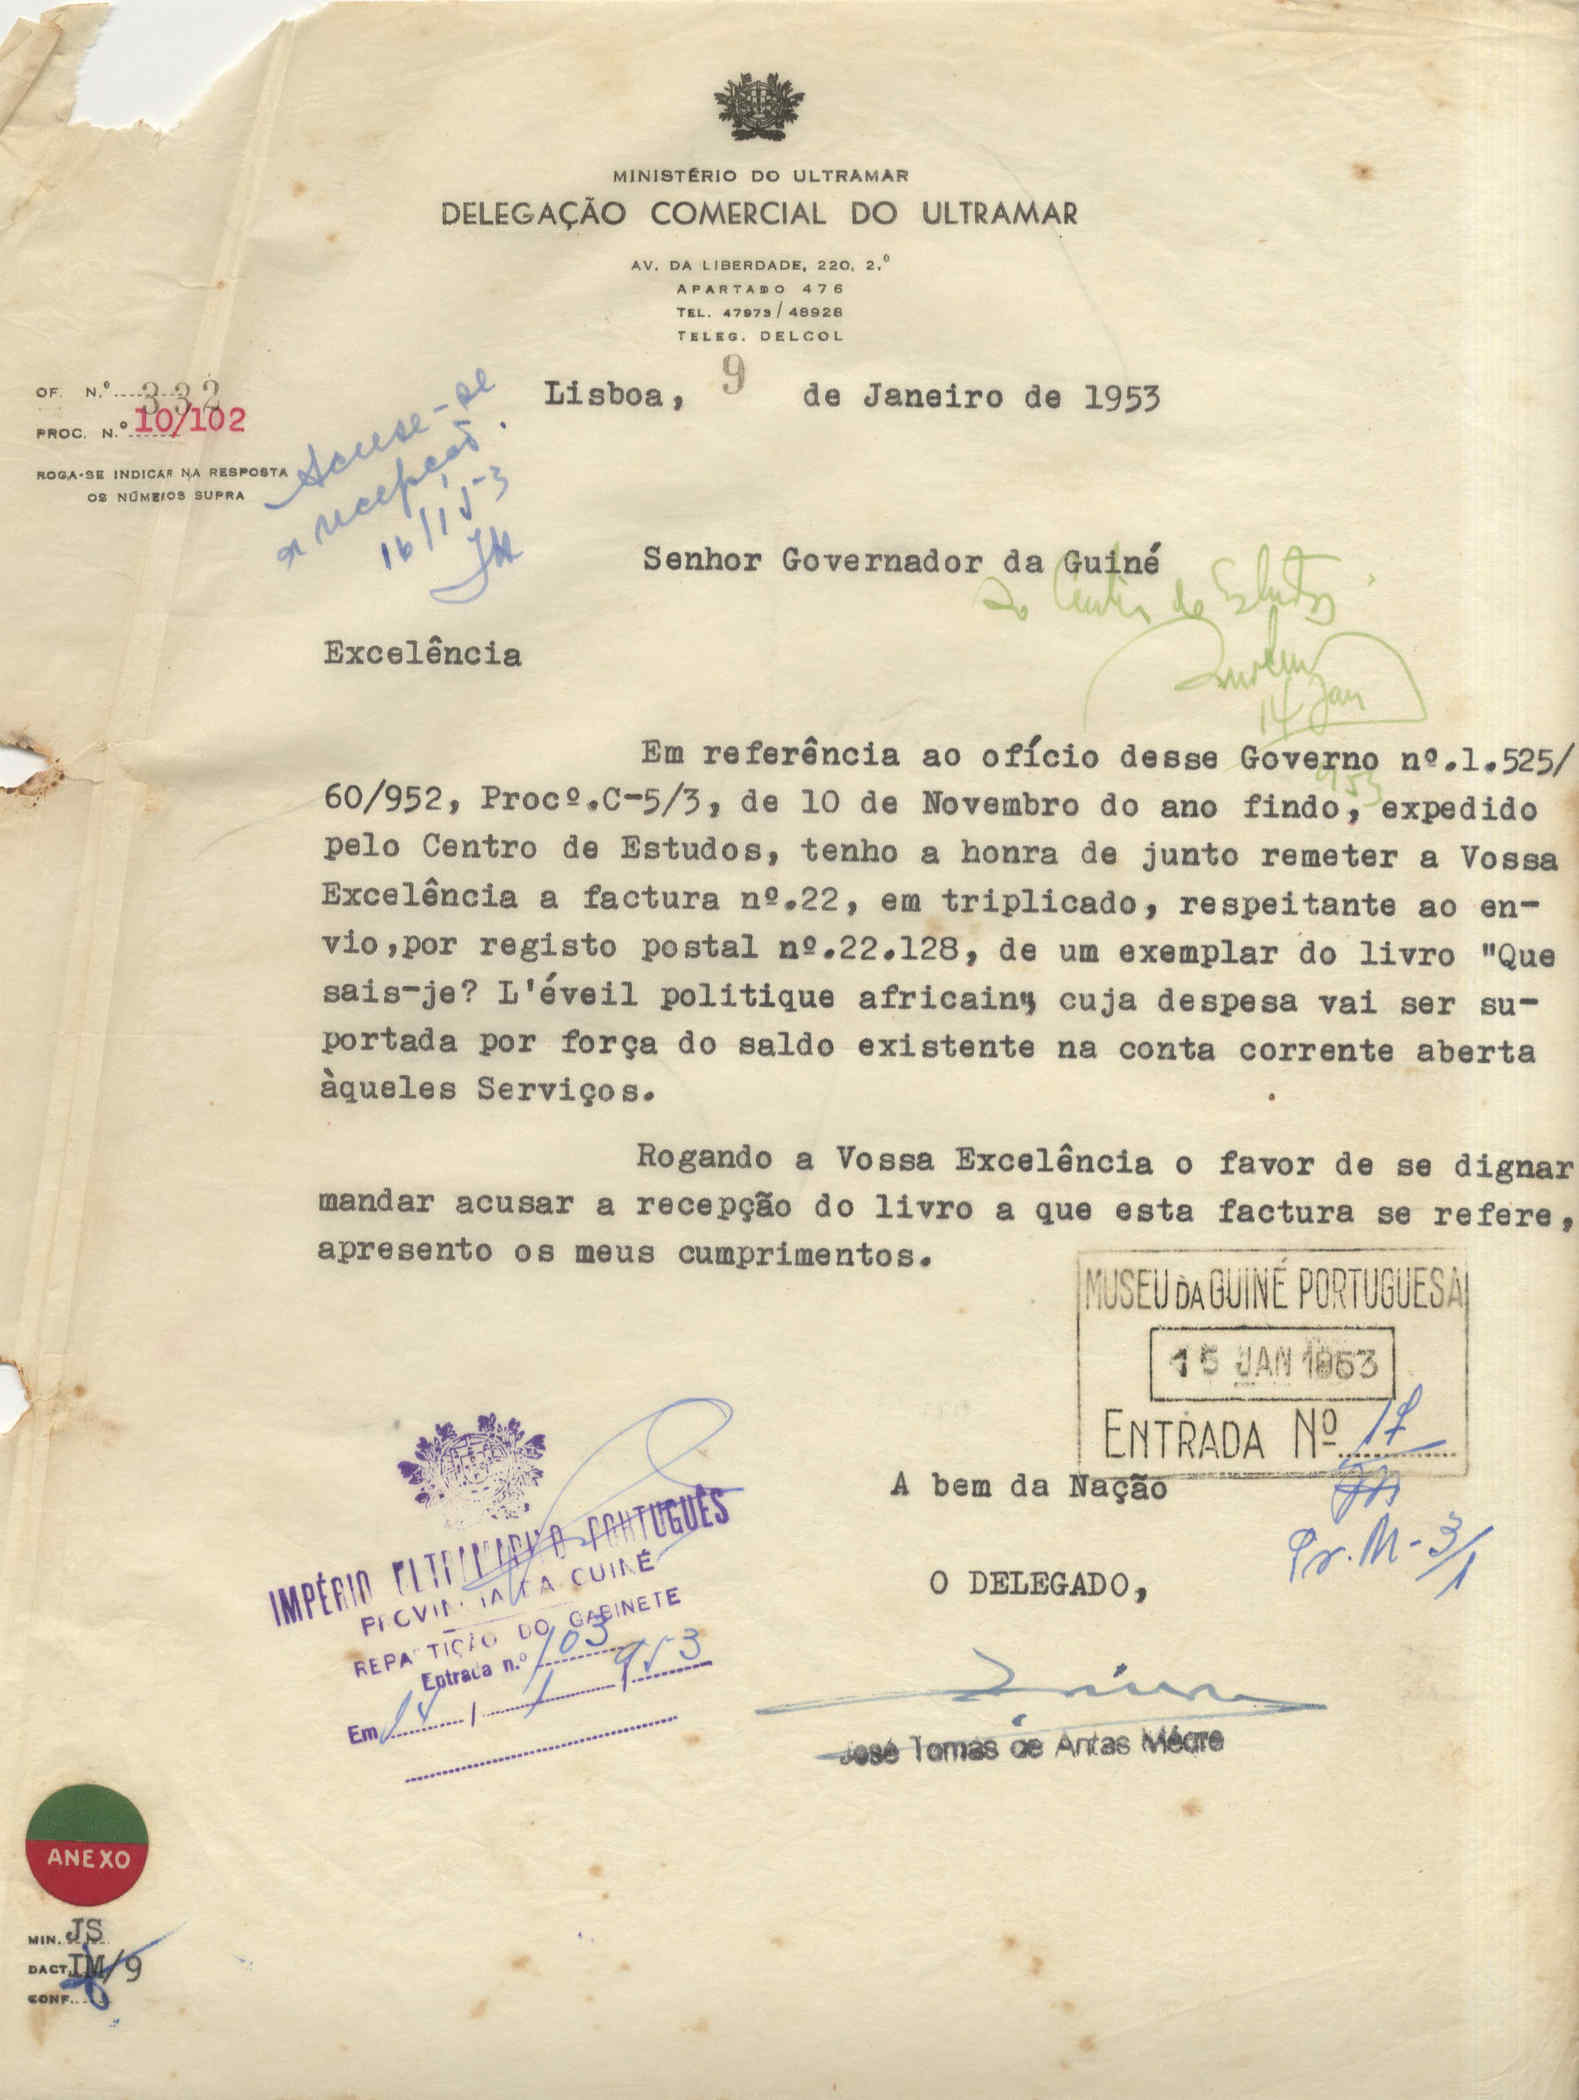 MINISTÉRIO DO ULTRAMAR
DELEGAÇÃO COMERCIAL DO ULTRAMAR
AV. DA LIBERDADE, 220, 2.º
APARTADO 476
TEL. 47973/48928
TELEG. DELCOL
OF. N.º 332
PROC. N.º 10/102
ROGA-SE INDICAR NA RESPOSTA
OS NÚMEROS SUPRA
Acuse-se
a recepção.
16/1/53
Lisboa, 9 de Janeiro de 1953
Senhor Governador da Guiné
Ao Centro de Estudos
14 Jan
953
Excelência
Em referência ao ofício desse Governo nº.1.525/
60/952, Procº.C-5/3, de 10 de Novembro do ano findo, expedido
pelo Centro de Estudos, tenho a honra de junto remeter a Vossa
Excelência a factura nº.22, em triplicado, respeitante ao en-
vio,por registo postal nº.22.128, de um exemplar do livro "Que
sais-je? L'éveil politique africain", cuja despesa vai ser su-
portada por força do saldo existente na conta corrente aberta
àqueles Serviços.
Rogando a Vossa Excelência o favor de se dignar
mandar acusar a recepção do livro a que esta factura se refere,
apresento os meus cumprimentos.
MUSEU DA GUINÉ PORTUGUESA
15 JAN 1953
ENTRADA Nº 17
Pr. M-3/1
A bem da Nação
O DELEGADO,
José Tomás de Antas Mégre
IMPÉRIO ULTRAMARINO PORTUGUÊS
PROVINCIA DA GUINÉ
REPARTIÇÃO DO GABINETE
Entrada n.º 103
Em 14/1/953
ANEXO
MIN. JS
DACT. IM/9
CONF.